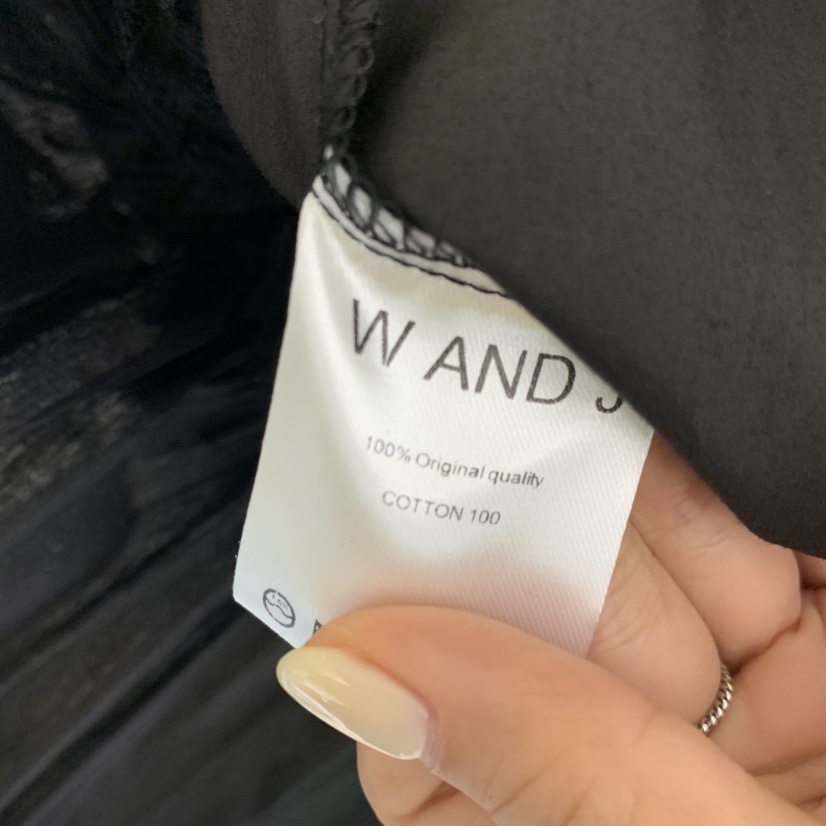 W AND J
100% Original quality
COTTON 100